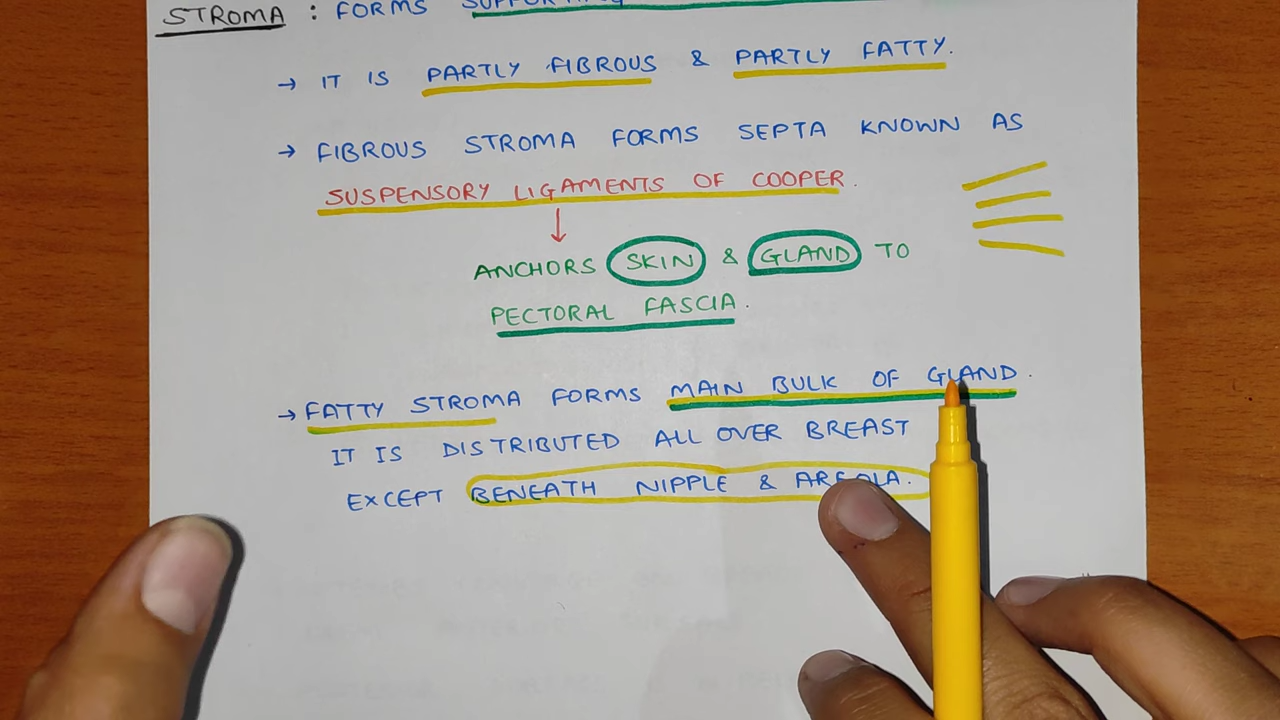 STROMA : FORMS SUPPORTING
→ IT IS PARTLY FIBROUS & PARTLY FATTY.
→ FIBROUS STROMA FORMS SEPTA KNOWN AS
SUSPENSORY LIGAMENTS OF COOPER.
↓
ANCHORS SKIN & GLAND TO
PECTORAL FASCIA.
→ FATTY STROMA FORMS MAIN BULK OF GLAND.
IT IS DISTRIBUTED ALL OVER BREAST
EXCEPT BENEATH NIPPLE & AREOLA.